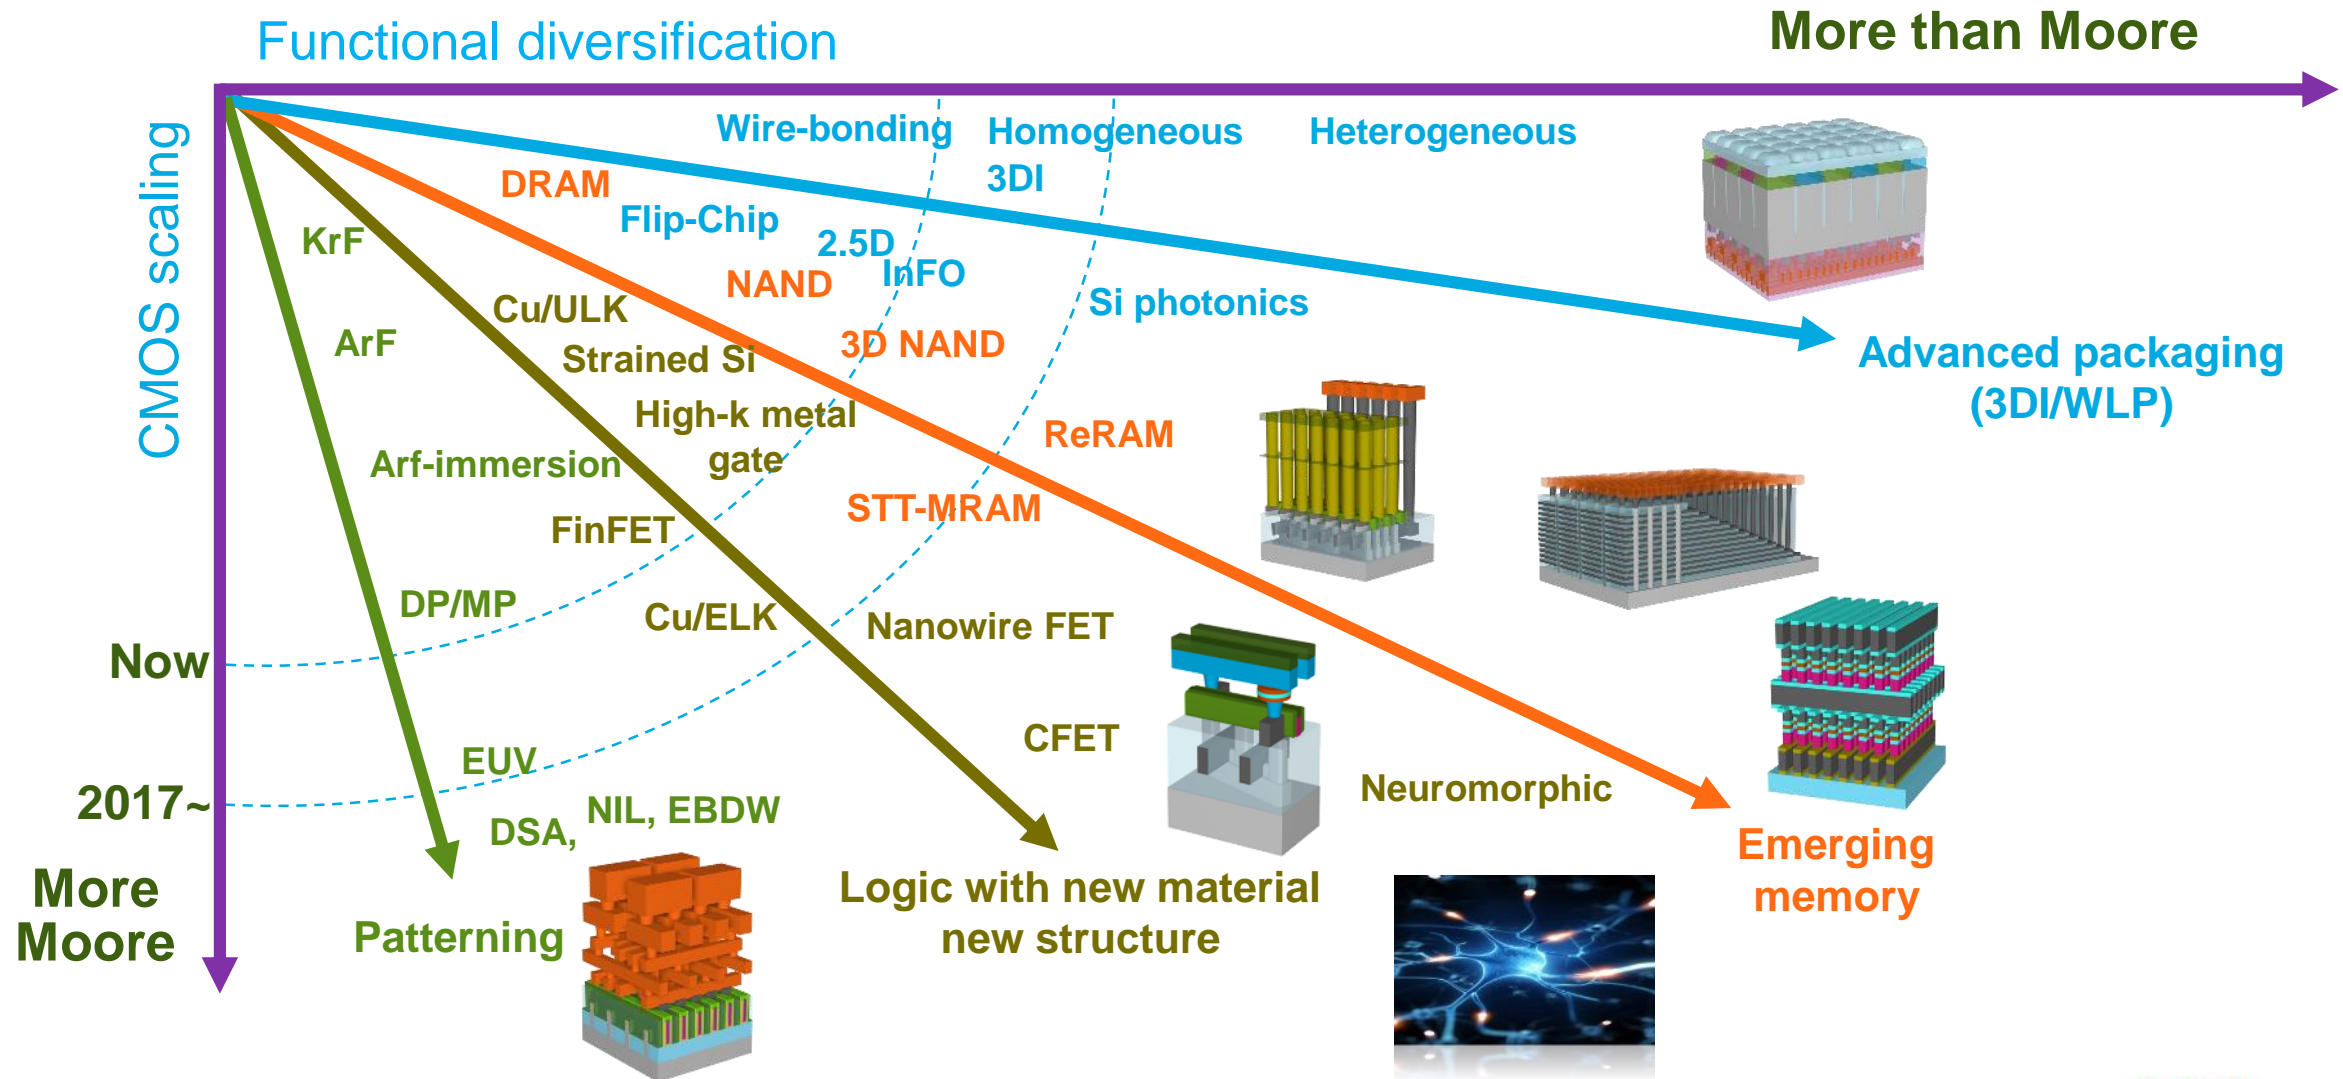 Functional diversification
More than Moore
CMOS scaling
Wire-bonding
Homogeneous
3DI
Heterogeneous
DRAM
Flip-Chip
2.5D
InFO
KrF
NAND
Cu/ULK
Si photonics
ArF
Strained Si
3D NAND
Advanced packaging
(3DI/WLP)
High-k metal
gate
ReRAM
Arf-immersion
STT-MRAM
FinFET
DP/MP
Cu/ELK
Nanowire FET
Now
CFET
EUV
Neuromorphic
2017~
DSA,
NIL, EBDW
Emerging
memory
More
Moore
Logic with new material
new structure
Patterning